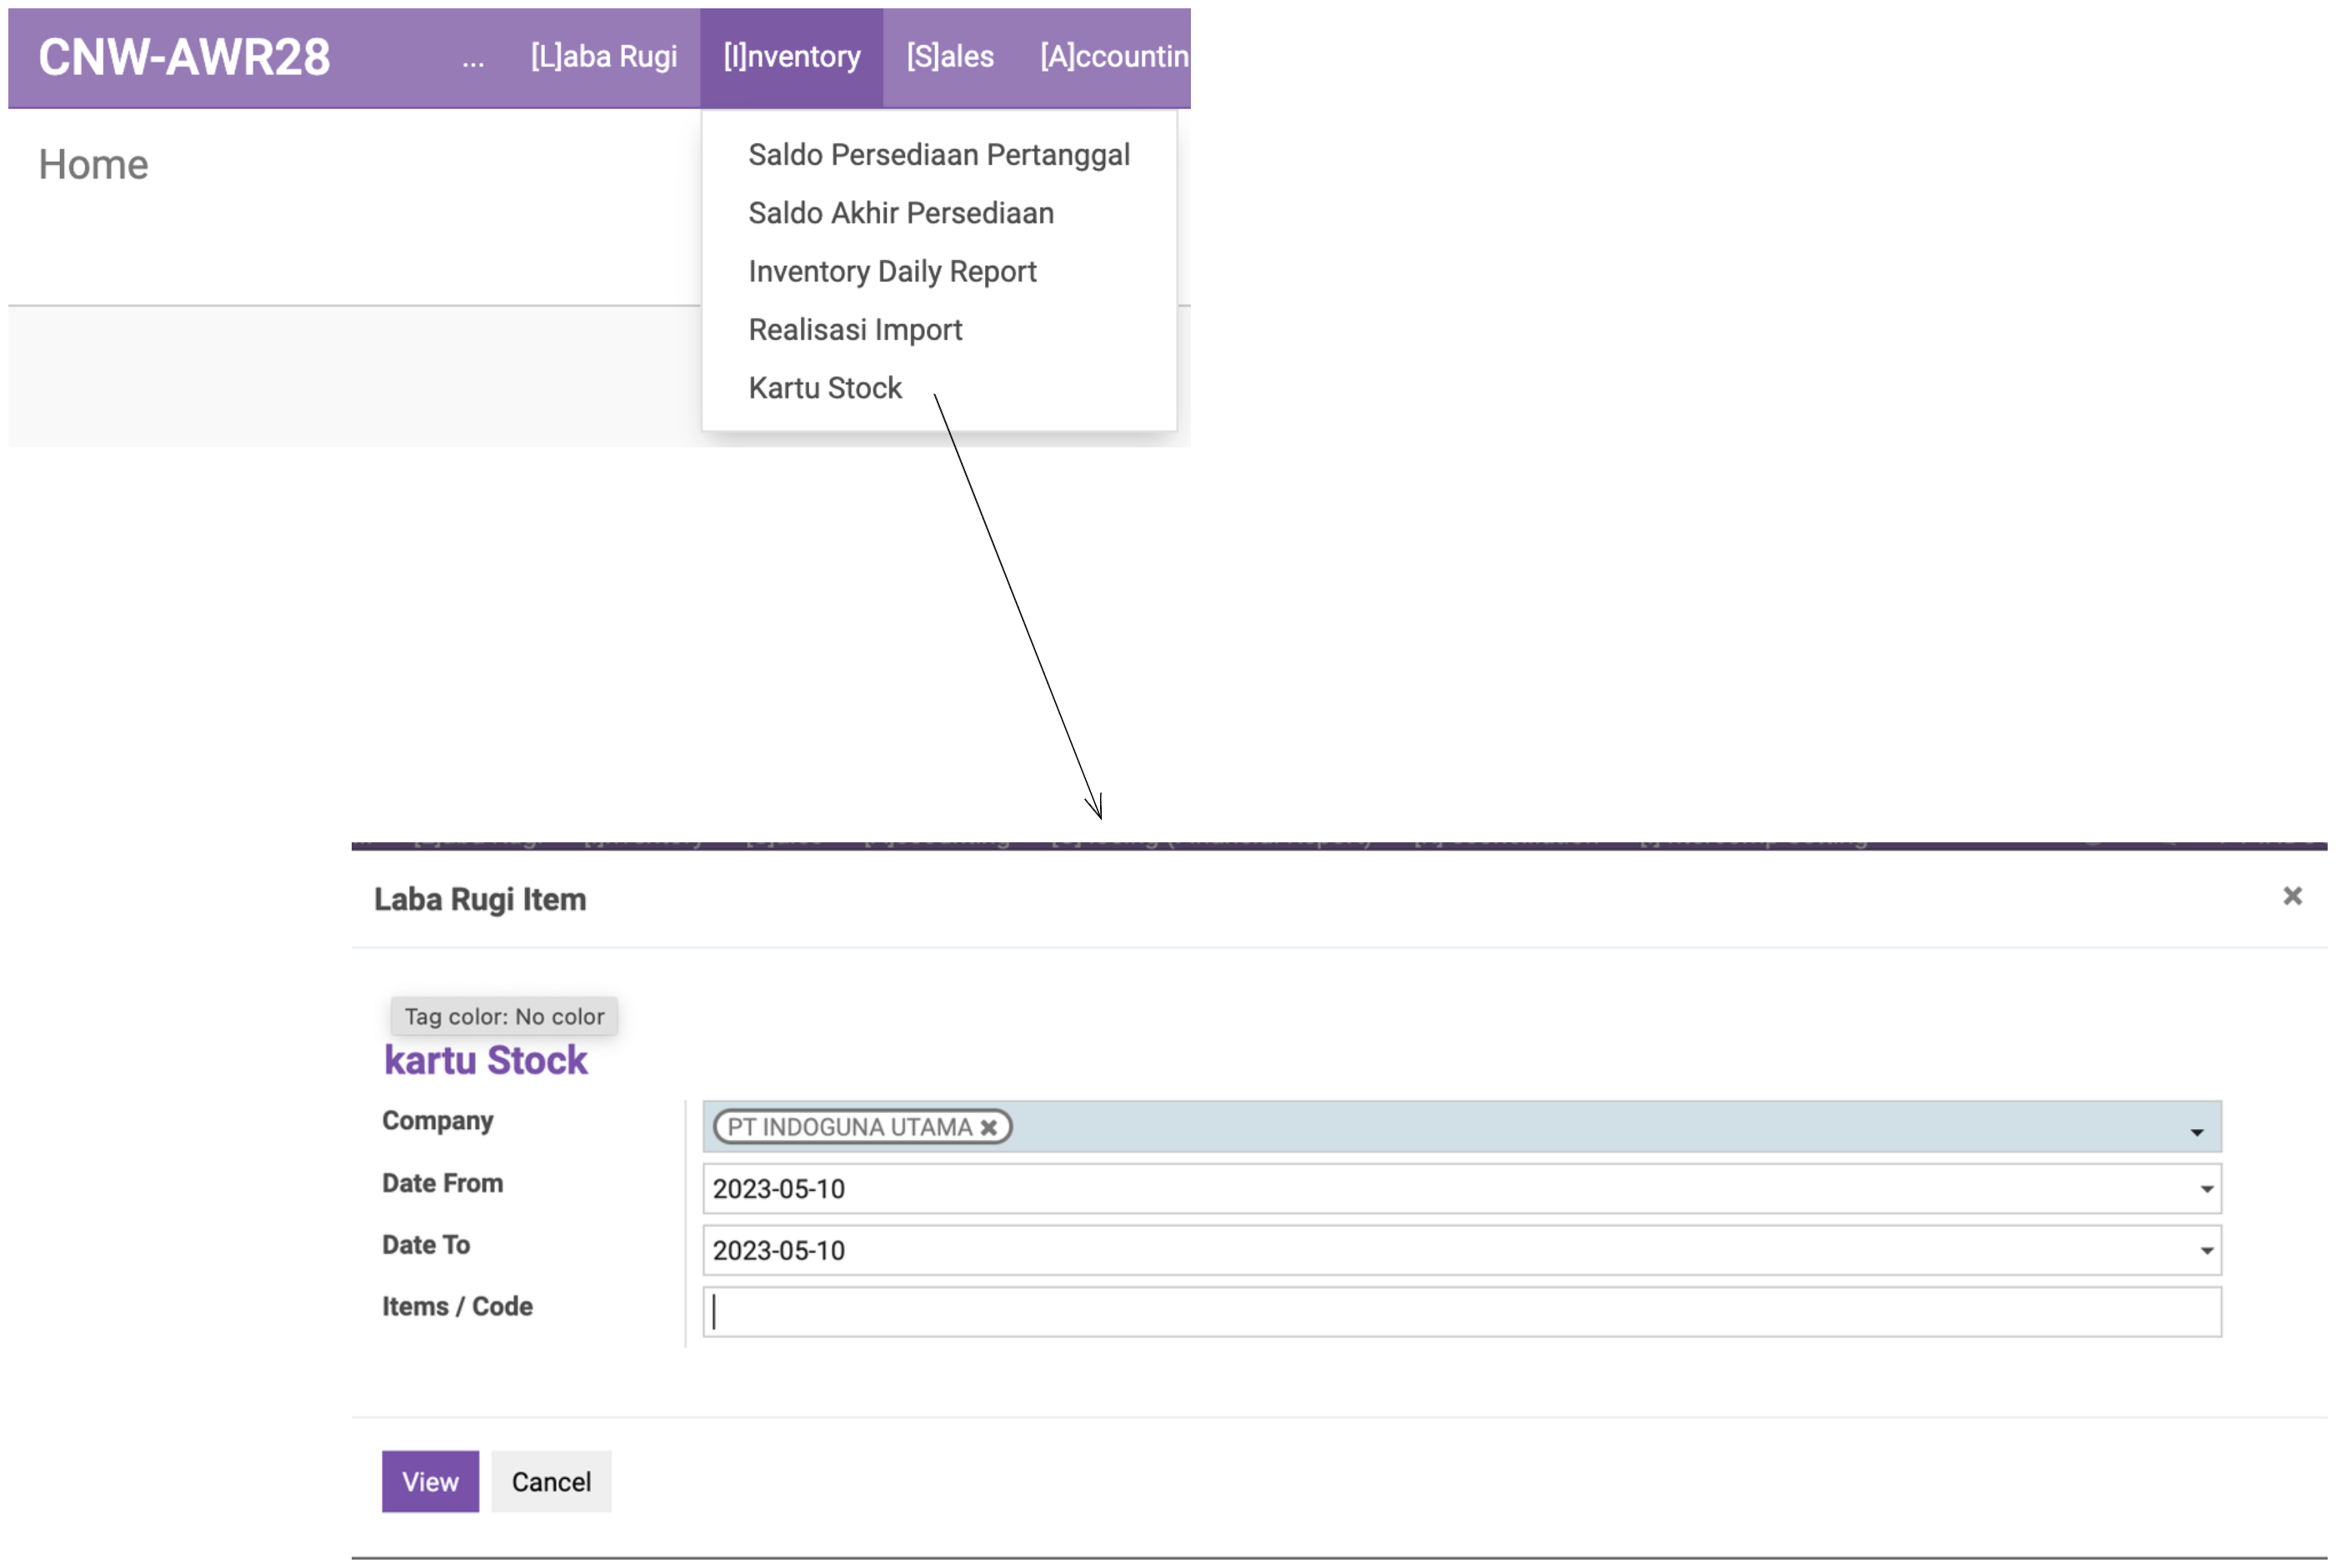 CNW-AWR28 ... [L]aba Rugi [I]nventory [S]ales [A]ccountin
Home
Saldo Persediaan Pertanggal
Saldo Akhir Persediaan
Inventory Daily Report
Realisasi Import
Kartu Stock
Laba Rugi Item
Tag color: No color
kartu Stock
Company PT INDOGUNA UTAMA
Date From 2023-05-10
Date To 2023-05-10
Items / Code
View Cancel